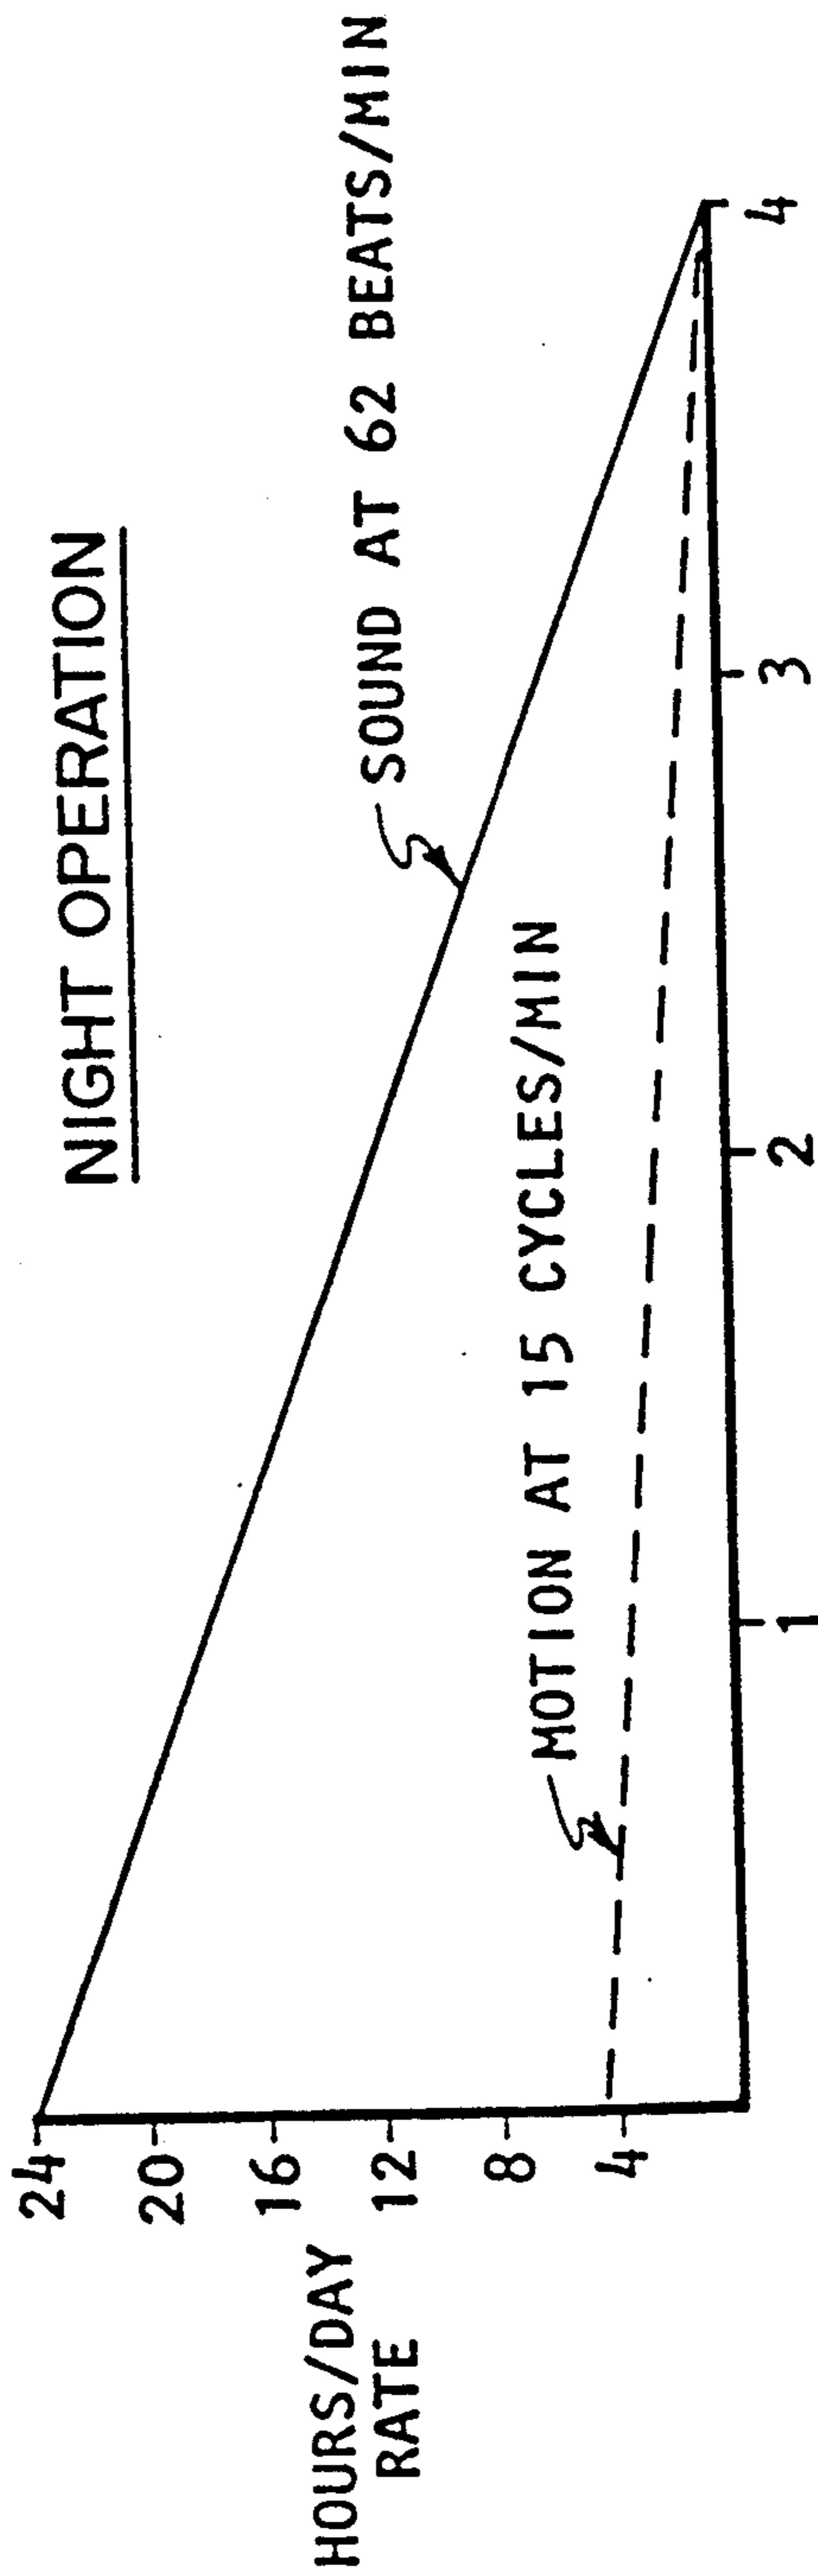 NIGHT OPERATION
SOUND AT 62 BEATS/MIN
MOTION AT 15 CYCLES/MIN
HOURS/DAY
RATE
24
20
16
12
8
4
1
2
3
4